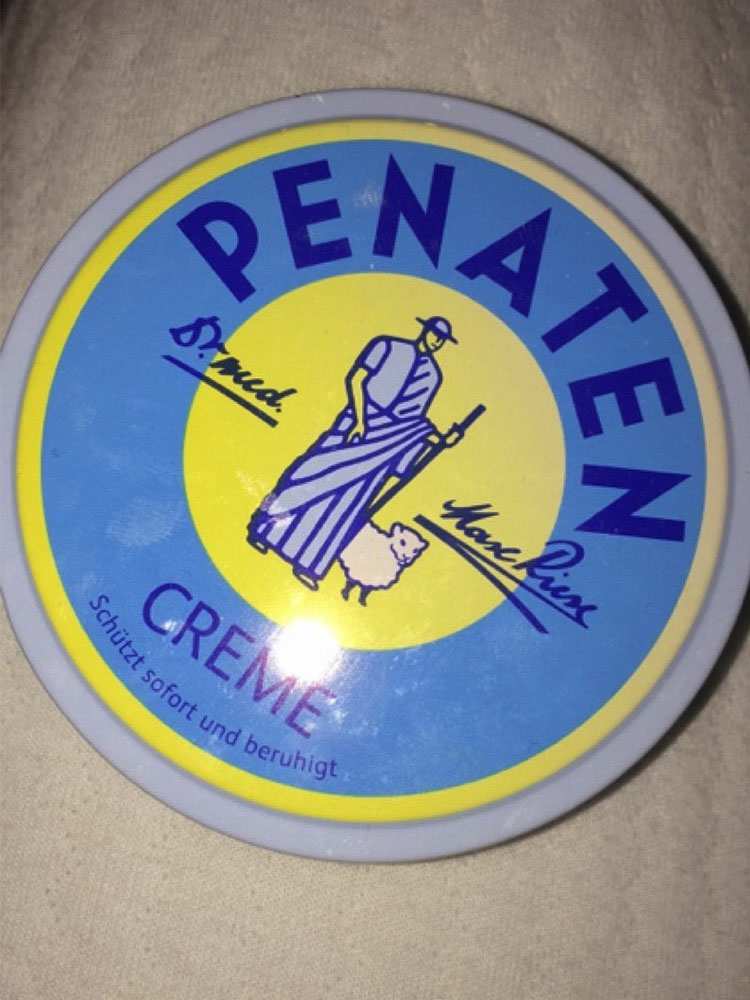 PENATEN
Dr. med.
Max Riese
CREME
Schützt sofort und beruhigt